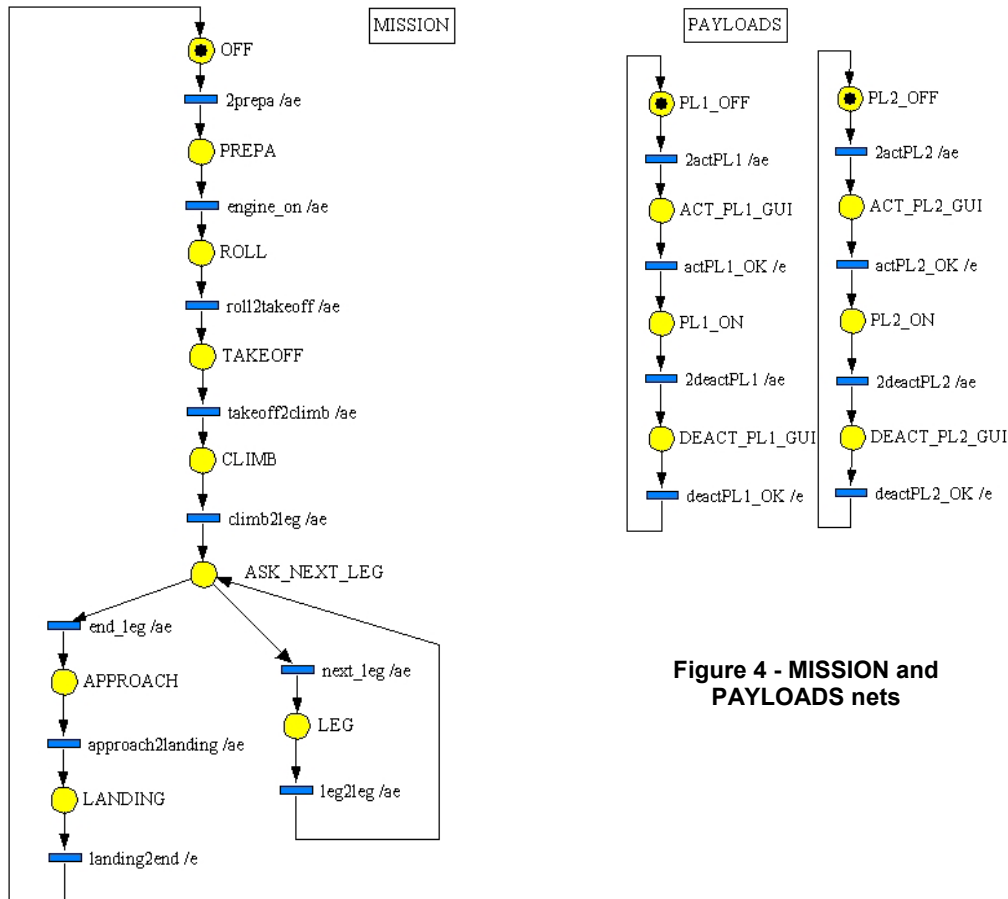 MISSION
OFF
2prepa /ae
PREPA
engine_on /ae
ROLL
roll2takeoff /ae
TAKEOFF
takeoff2climb /ae
CLIMB
climb2leg /ae
ASK_NEXT_LEG
end_leg /ae
APPROACH
approach2landing /ae
LANDING
landing2end /e
next_leg /ae
LEG
leg2leg /ae
PAYLOADS
PL1_OFF
2actPL1 /ae
ACT_PL1_GUI
actPL1_OK /e
PL1_ON
2deactPL1 /ae
DEACT_PL1_GUI
deactPL1_OK /e
PL2_OFF
2actPL2 /ae
ACT_PL2_GUI
actPL2_OK /e
PL2_ON
2deactPL2 /ae
DEACT_PL2_GUI
deactPL2_OK /e
Figure 4 - MISSION and
PAYLOADS nets